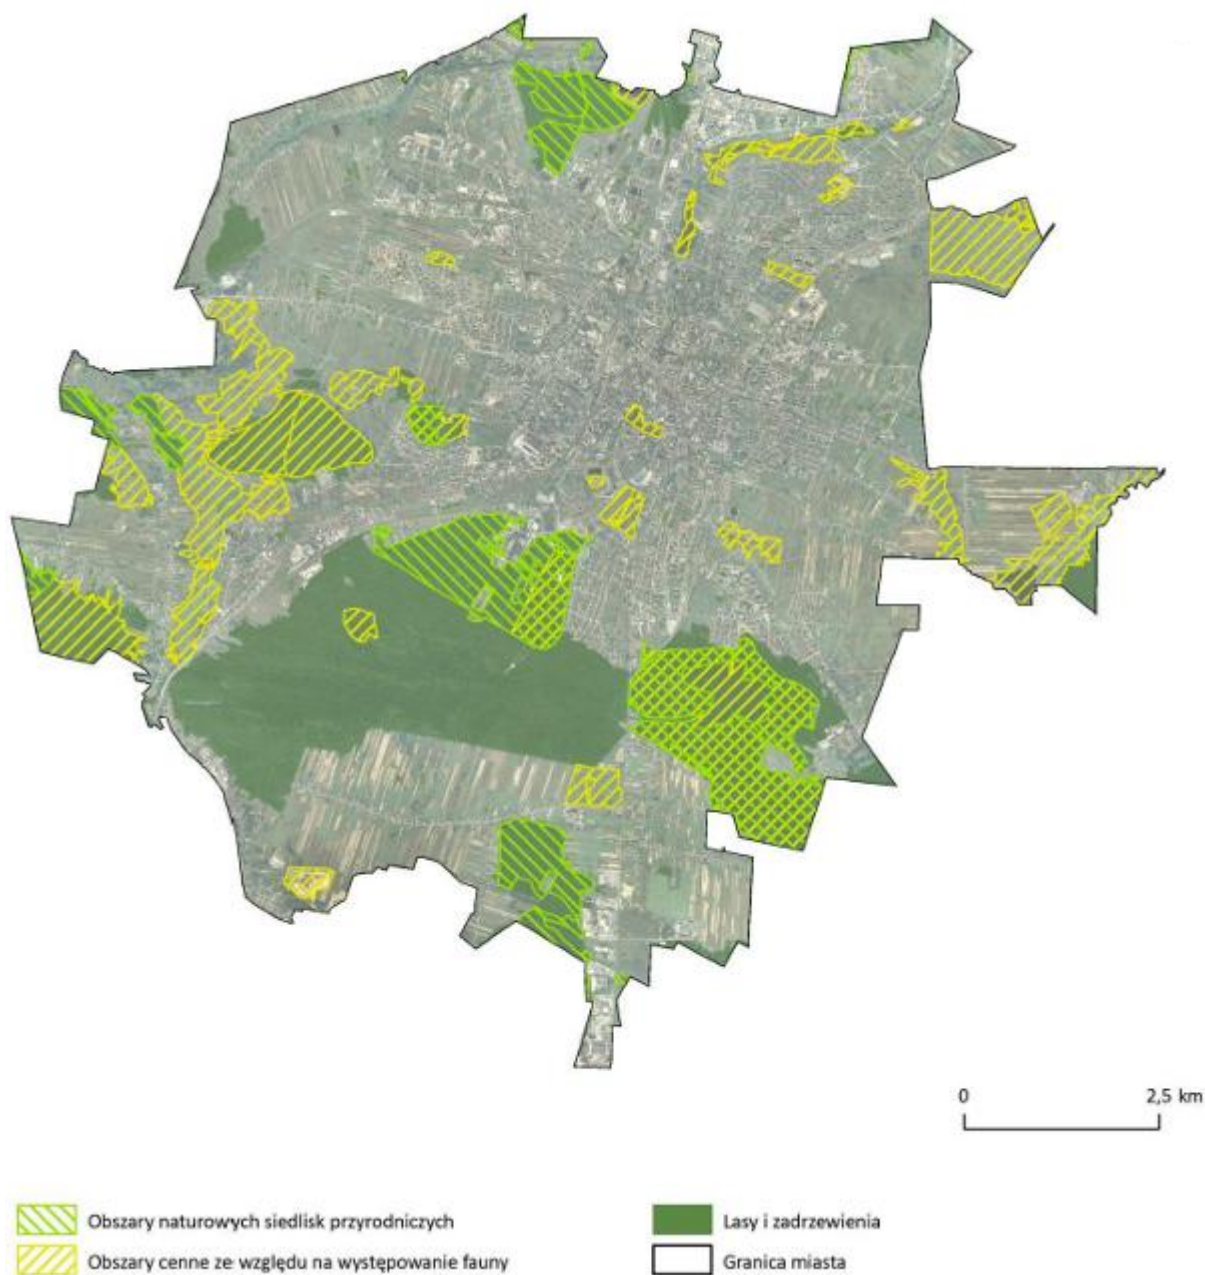 0 2,5 km
Obszary naturowych siedlisk przyrodniczych
Lasy i zadrzewienia
Obszary cenne ze względu na występowanie fauny
Granica miasta